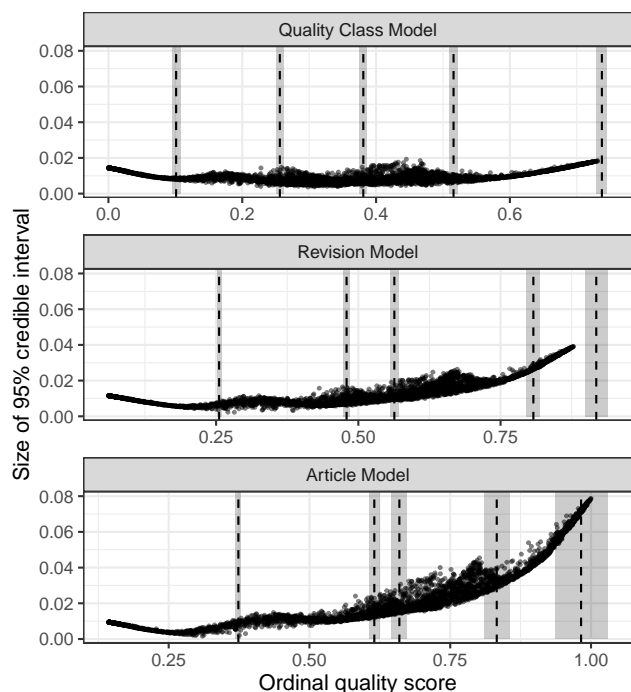 Quality Class Model
0.08
0.06
0.04
0.02
0.00
0.0 0.2 0.4 0.6
Size of 95% credible interval
Revision Model
0.08
0.06
0.04
0.02
0.00
0.25 0.50 0.75
Article Model
0.08
0.06
0.04
0.02
0.00
0.25 0.50 0.75 1.00
Ordinal quality score